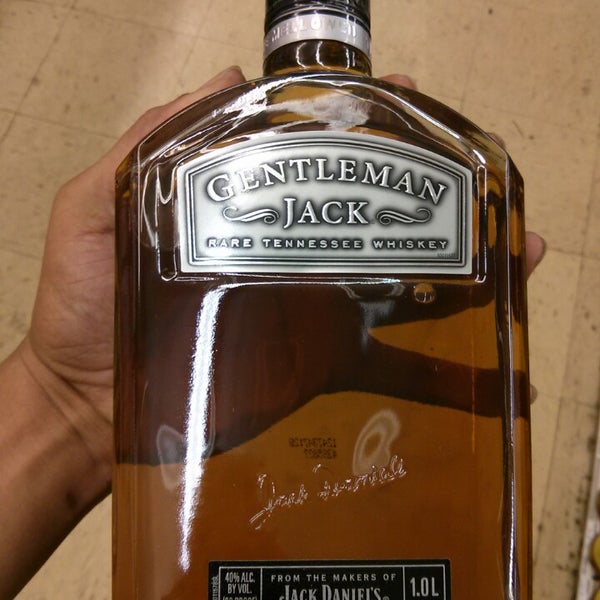 MELLOWED
GENTLEMAN
JACK
RARE TENNESSEE WHISKEY
Jack Daniel
40% ALC.
BY VOL.
FROM THE MAKERS OF
JACK DANIEL'S
1.0L